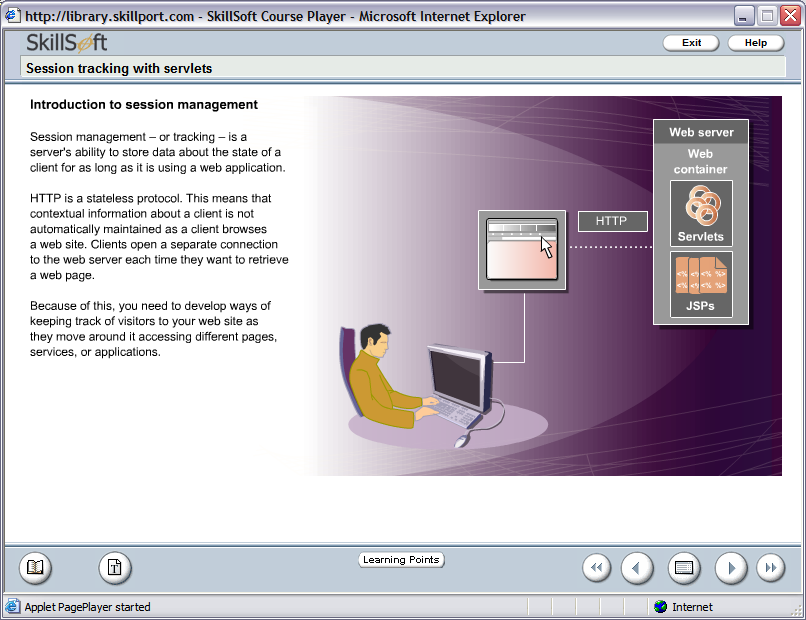 http://library.skillport.com - SkillSoft Course Player - Microsoft Internet Explorer
SkillSoft
Exit
Help
Session tracking with servlets
Introduction to session management
Session management – or tracking – is a
server's ability to store data about the state of a
client for as long as it is using a web application.
HTTP is a stateless protocol. This means that
contextual information about a client is not
automatically maintained as a client browses
a web site. Clients open a separate connection
to the web server each time they want to retrieve
a web page.
Because of this, you need to develop ways of
keeping track of visitors to your web site as
they move around it accessing different pages,
services, or applications.
HTTP
Web server
Web
container
Servlets
<% <% %> %>
<% <% %> %>
JSPs
T
Learning Points
Applet PagePlayer started
Internet